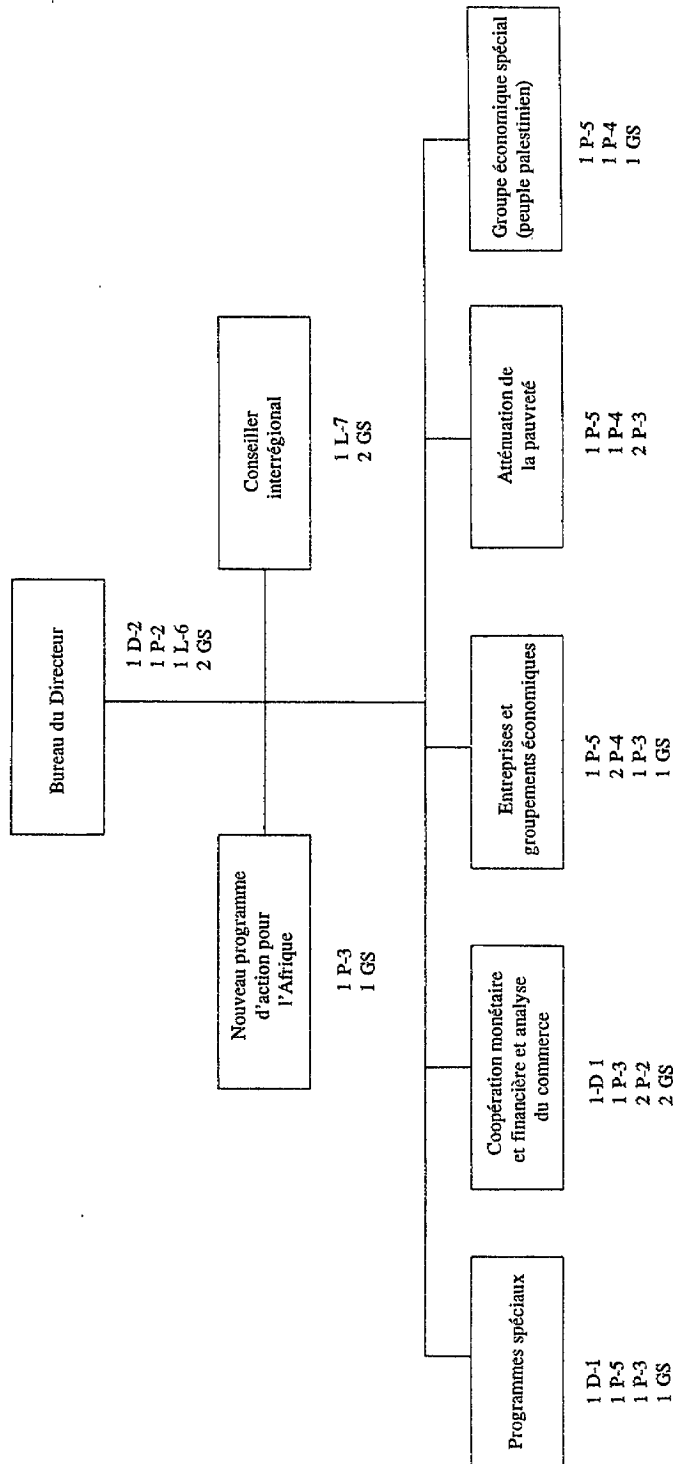 Bureau du Directeur
1 D-2
1 P-2
1 L-6
2 GS
Nouveau programme
d'action pour
l'Afrique
1 P-3
1 GS
Conseiller
interrégional
1 L-7
2 GS
Programmes spéciaux
1 D-1
1 P-5
1 P-3
1 GS
Coopération monétaire
et financière et analyse
du commerce
1-D 1
1 P-3
2 P-2
2 GS
Entreprises et
groupements économiques
1 P-5
2 P-4
1 P-3
1 GS
Atténuation de
la pauvreté
1 P-5
1 P-4
2 P-3
Groupe économique spécial
(peuple palestinien)
1 P-5
1 P-4
1 GS